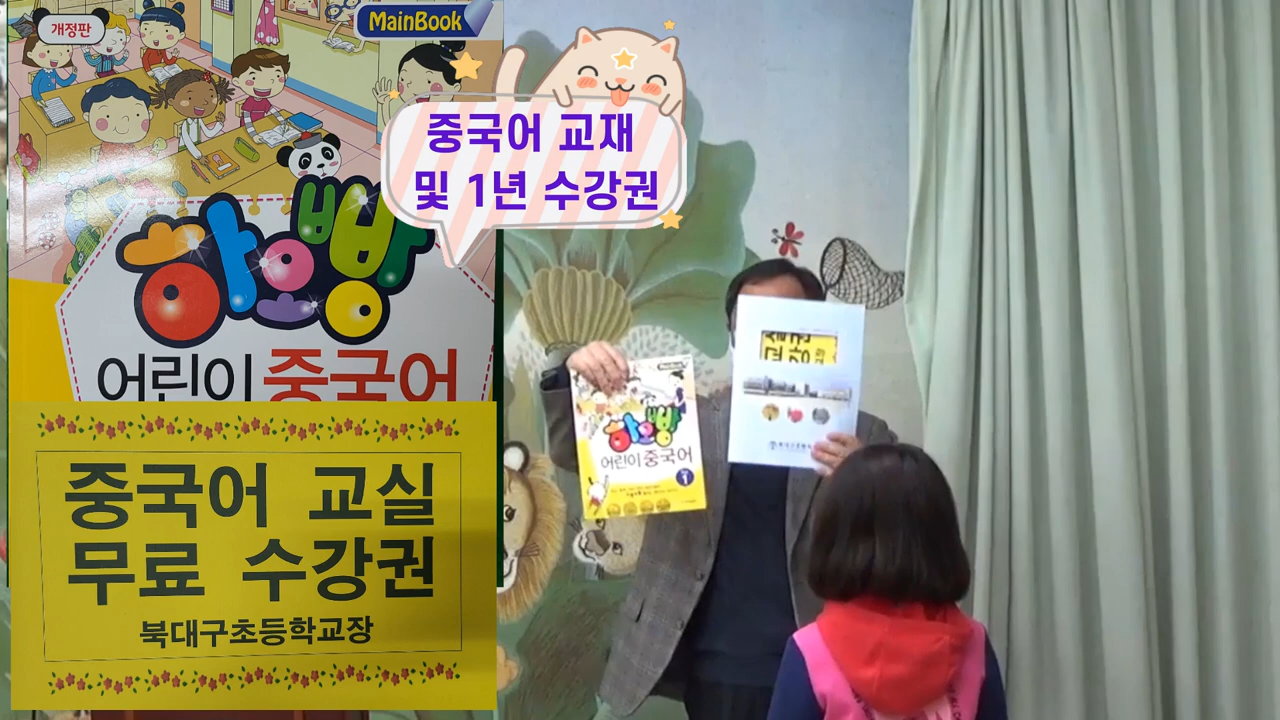 개정판
MainBook
중국어 교재
및 1년 수강권
하오빵
어린이 중국어
중국어 교실
무료 수강권
북대구초등학교장
MainBook
하오빵
어린이 중국어
1